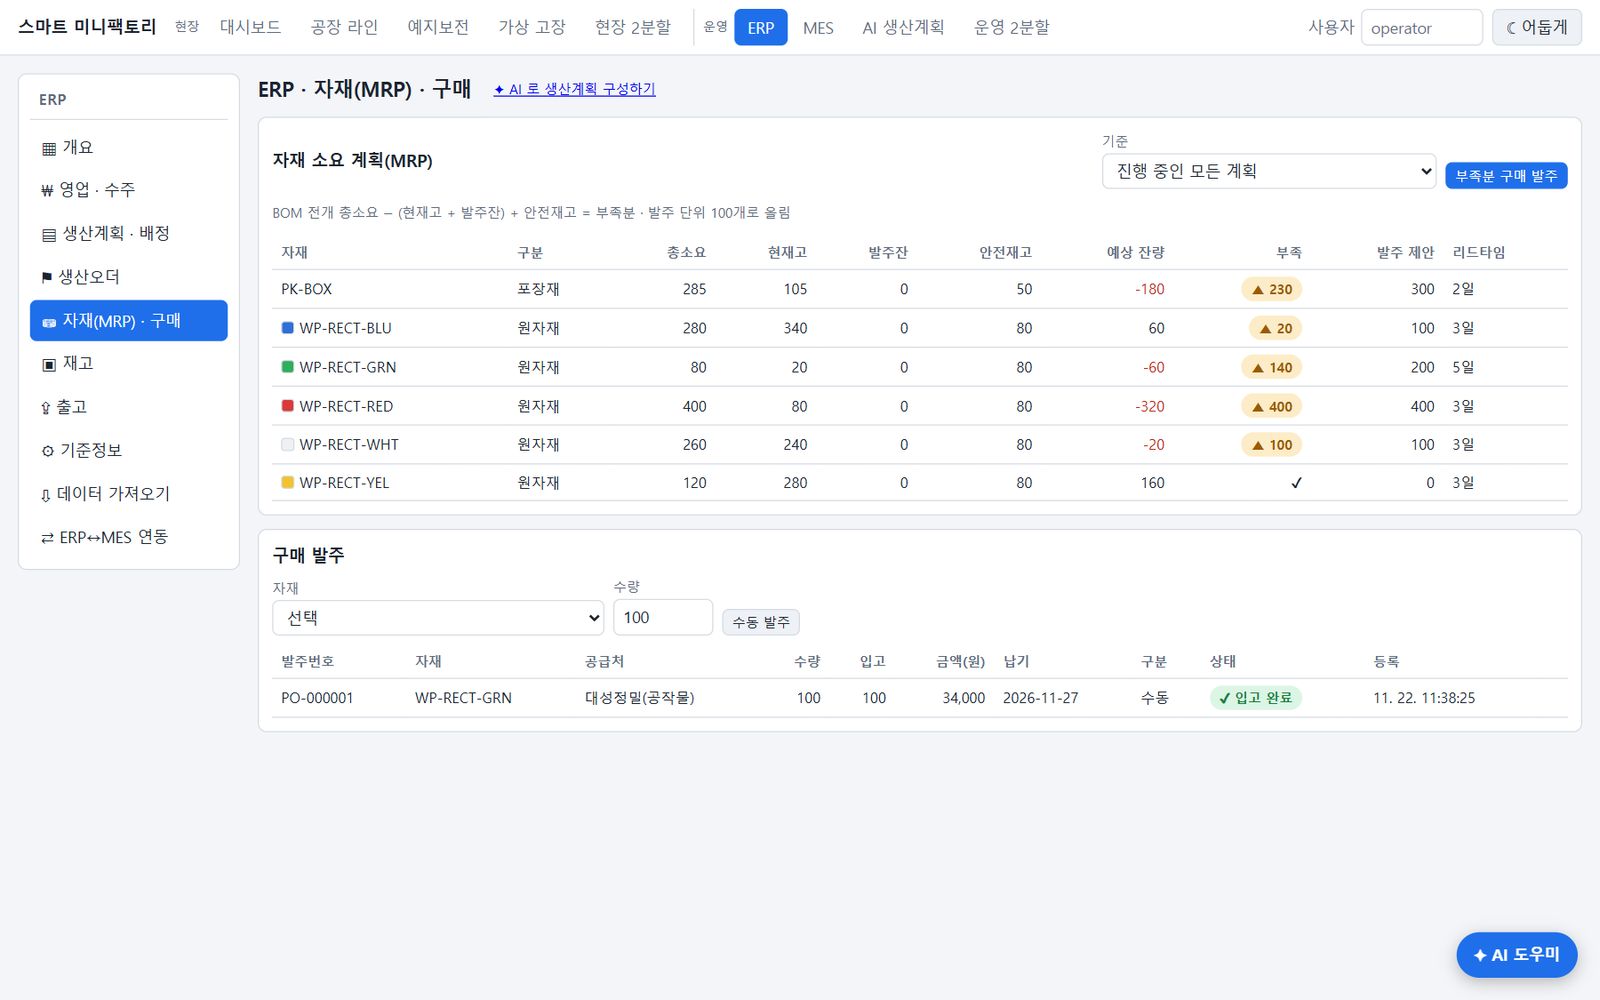 스마트 미니팩토리 현장 대시보드 공장 라인 예지보전 가상 고장 현장 2분할 운영 ERP MES AI 생산계획 운영 2분할 사용자 operator ☾ 어둡게
ERP
▦ 개요
₩ 영업 · 수주
▤ 생산계획 · 배정
⚑ 생산오더
자재(MRP) · 구매
▣ 재고
⇪ 출고
⚙ 기준정보
⇩ 데이터 가져오기
⇄ ERP↔MES 연동
ERP · 자재(MRP) · 구매 ✦ AI 로 생산계획 구성하기
자재 소요 계획(MRP)
기준
진행 중인 모든 계획
부족분 구매 발주
BOM 전개 총소요 − (현재고 + 발주잔) + 안전재고 = 부족분 · 발주 단위 100개로 올림
자재 구분 총소요 현재고 발주잔 안전재고 예상 잔량 부족 발주 제안 리드타임
PK-BOX 포장재 285 105 0 50 -180 ▲ 230 300 2일
WP-RECT-BLU 원자재 280 340 0 80 60 ▲ 20 100 3일
WP-RECT-GRN 원자재 80 20 0 80 -60 ▲ 140 200 5일
WP-RECT-RED 원자재 400 80 0 80 -320 ▲ 400 400 3일
WP-RECT-WHT 원자재 260 240 0 80 -20 ▲ 100 100 3일
WP-RECT-YEL 원자재 120 280 0 80 160 ✓ 0 3일
구매 발주
자재 수량
선택 100 수동 발주
발주번호 자재 공급처 수량 입고 금액(원) 납기 구분 상태 등록
PO-000001 WP-RECT-GRN 대성정밀(공작물) 100 100 34,000 2026-11-27 수동 ✓ 입고 완료 11. 22. 11:38:25
✦ AI 도우미